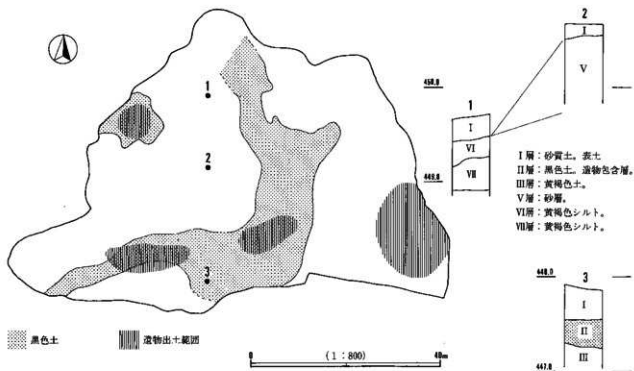 2
I
V
450.0
1
I
VI
VII
449.0
I層：砂質土。表土
II層：黒色土。遺物包含層。
III層：黄褐色土。
V層：砂層。
VI層：黄褐色シルト。
VII層：黄褐色シルト。
1
2
3
448.0
3
I
II
III
447.0
黒色土
遺物出土範囲
0
(1：800)
40m